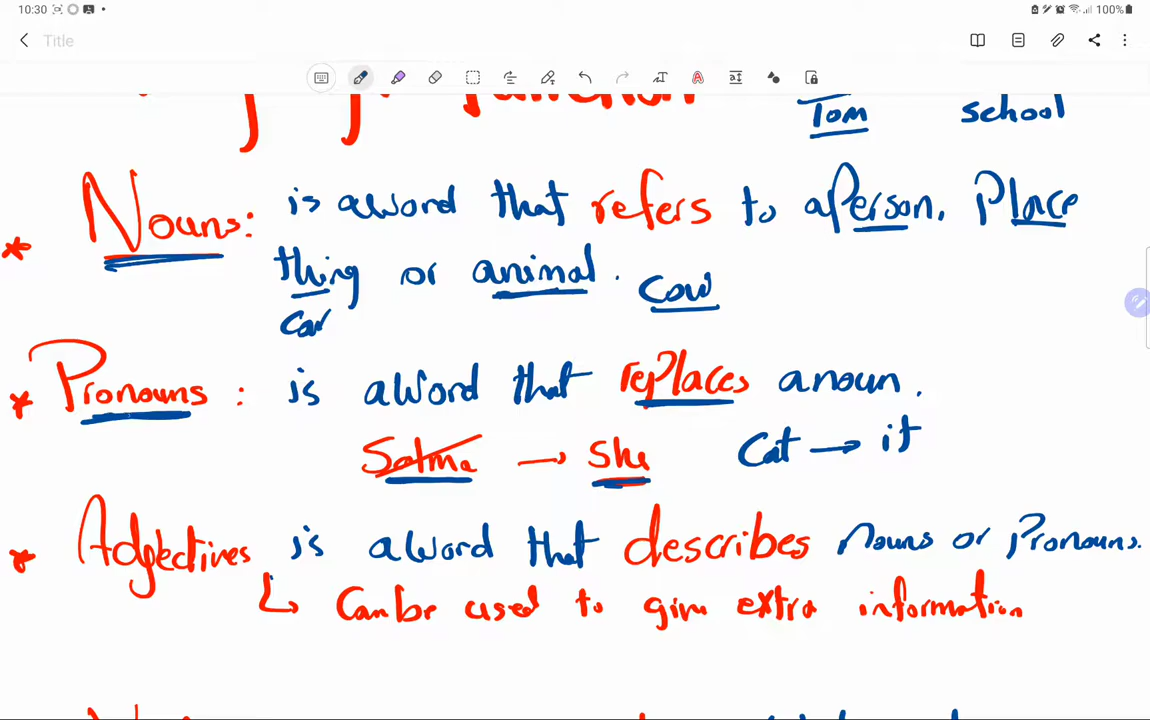 10:30 100%
Title
function
Tom school
* Nouns: is a word that refers to a Person. Place
thing or animal. cow
car
* Pronouns : is a word that replaces a noun.
Salma → She Cat → it
* Adgectives is a word that describes nouns or Pronouns.
Can be used to give extra information